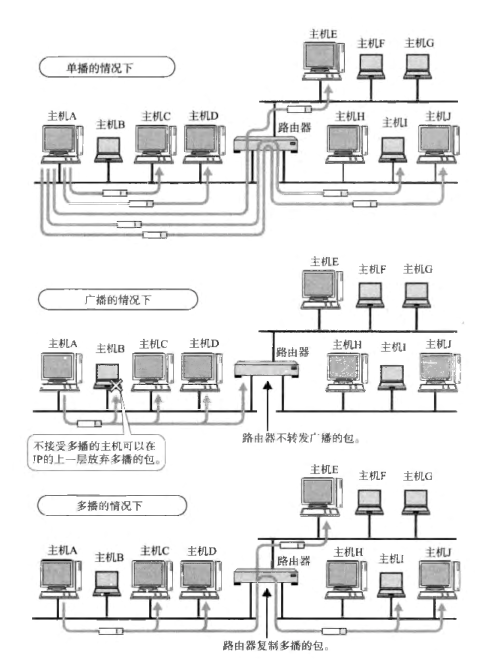 单播的情况下
主机E
主机F
主机G
主机A
主机B
主机C
主机D
路由器
主机H
主机I
主机J
广播的情况下
主机E
主机F
主机G
主机A
主机B
主机C
主机D
路由器
主机H
主机I
主机J
不接受多播的主机可以在
IP的上一层放弃多播的包。
路由器不转发广播的包。
多播的情况下
主机E
主机F
主机G
主机A
主机B
主机C
主机D
路由器
主机H
主机I
主机J
路由器复制多播的包。